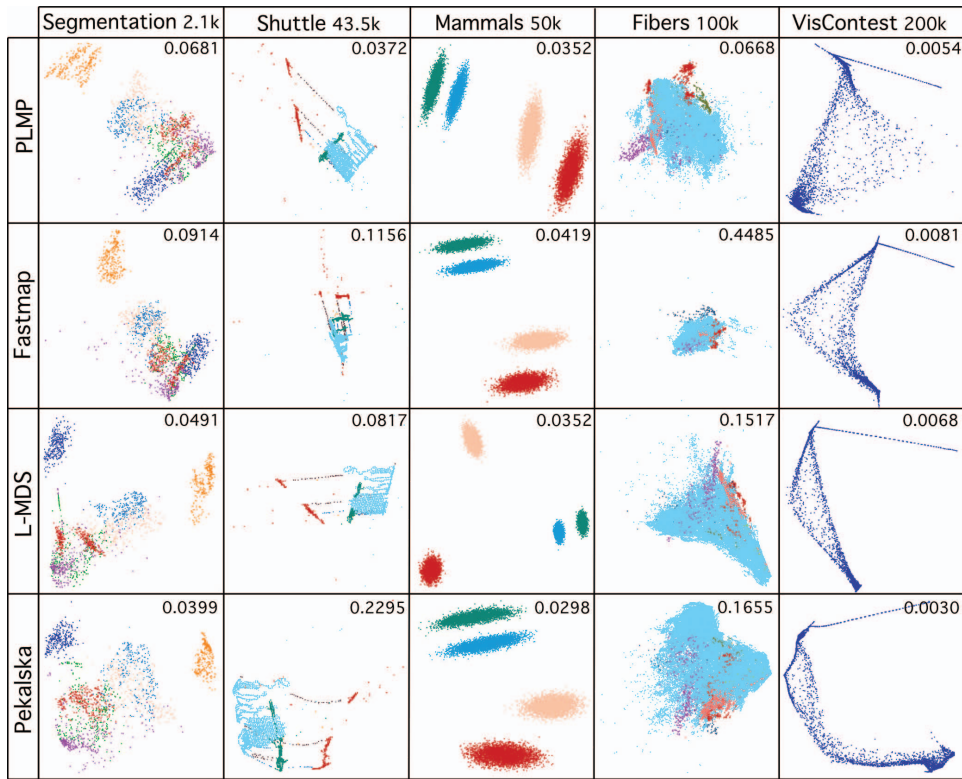 Segmentation 2.1k Shuttle 43.5k Mammals 50k Fibers 100k VisContest 200k
PLMP 0.0681 0.0372 0.0352 0.0668 0.0054
Fastmap 0.0914 0.1156 0.0419 0.4485 0.0081
L-MDS 0.0491 0.0817 0.0352 0.1517 0.0068
Pekalska 0.0399 0.2295 0.0298 0.1655 0.0030